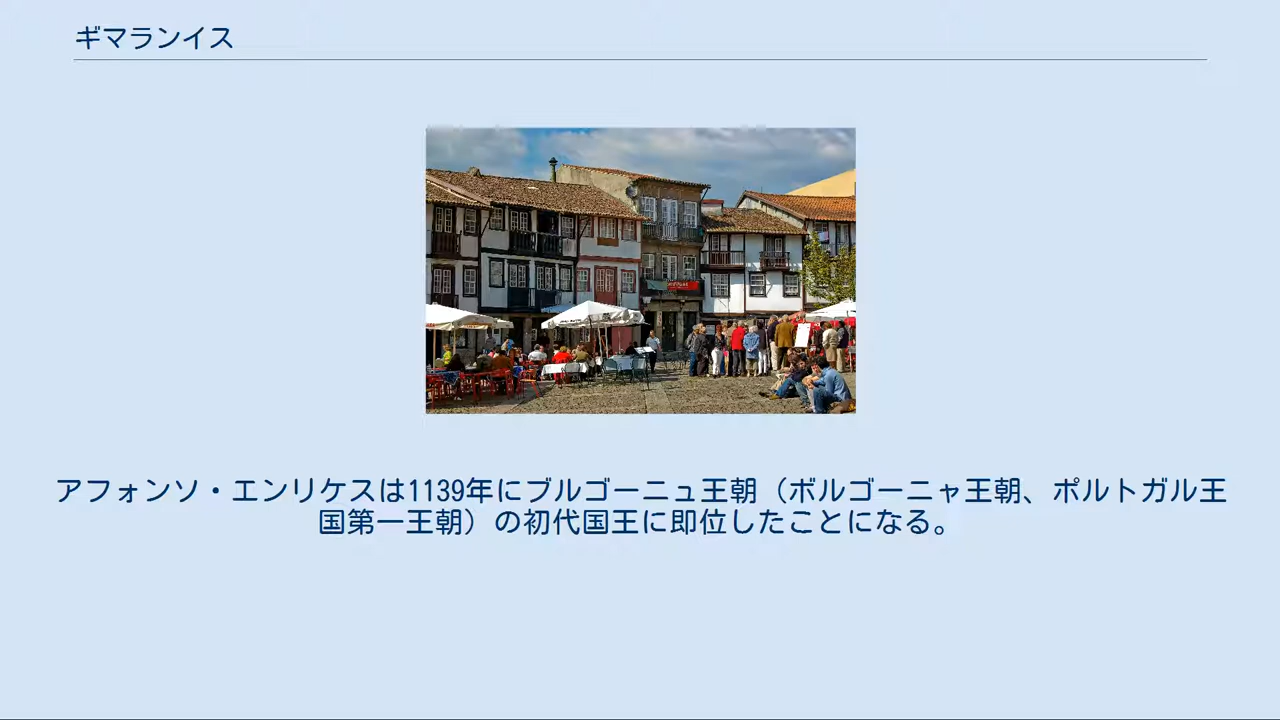 ギマランイス
アフォンソ・エンリケスは1139年にブルゴーニュ王朝（ボルゴーニャ王朝、ポルトガル王
国第一王朝）の初代国王に即位したことになる。